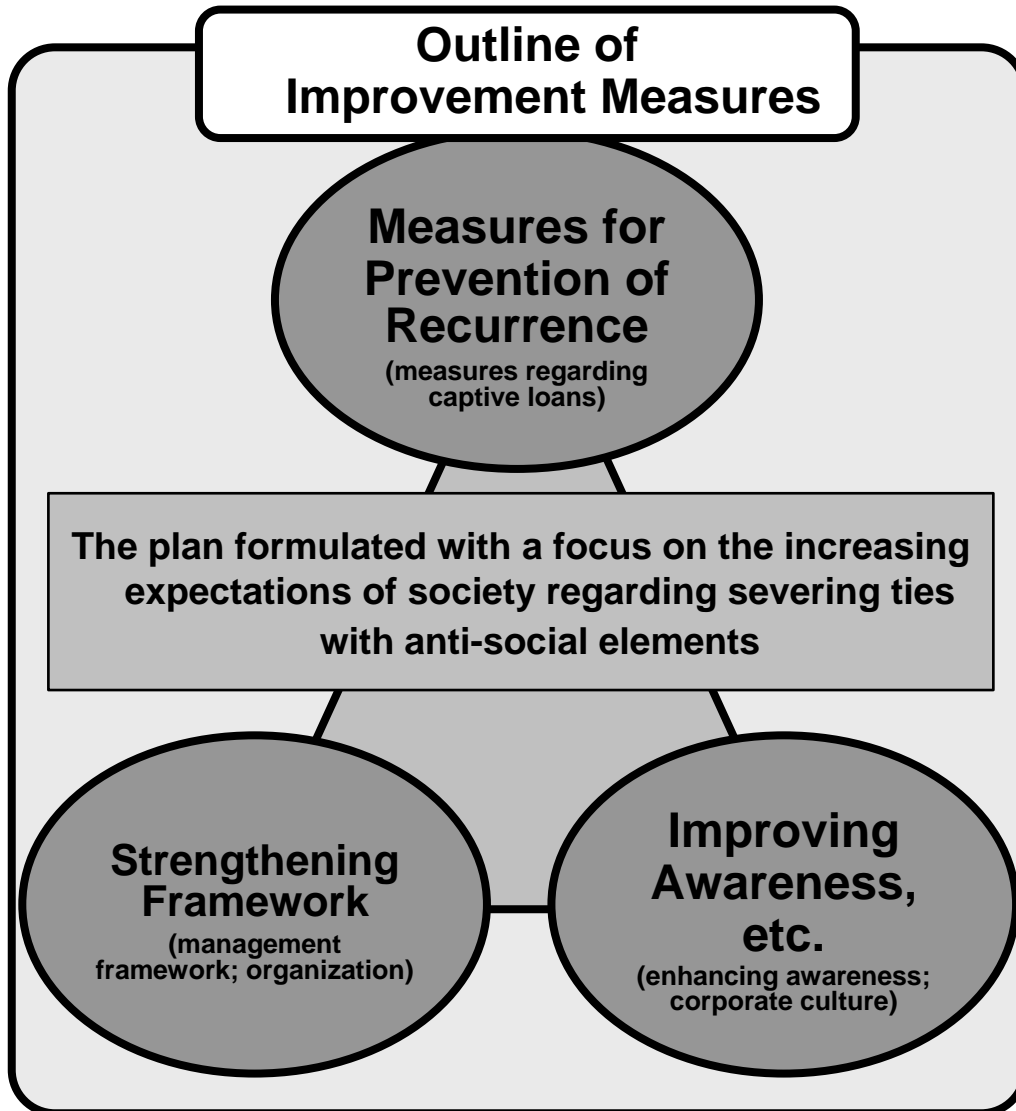 Outline of
Improvement Measures
Measures for
Prevention of
Recurrence
(measures regarding
captive loans)
The plan formulated with a focus on the increasing
expectations of society regarding severing ties
with anti-social elements
Strengthening
Framework
(management
framework; organization)
Improving
Awareness,
etc.
(enhancing awareness;
corporate culture)